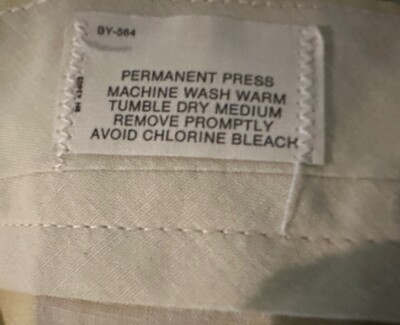 BY-564
PERMANENT PRESS
MACHINE WASH WARM
TUMBLE DRY MEDIUM
REMOVE PROMPTLY
AVOID CHLORINE BLEACH